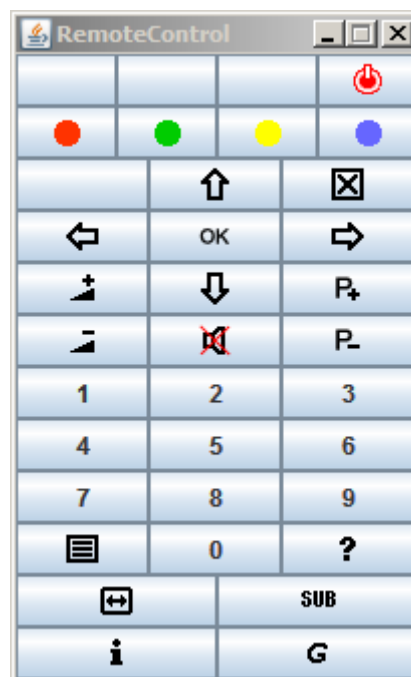 RemoteControl
OK
P+
P-
1 2 3
4 5 6
7 8 9
0 ?
SUB
i G